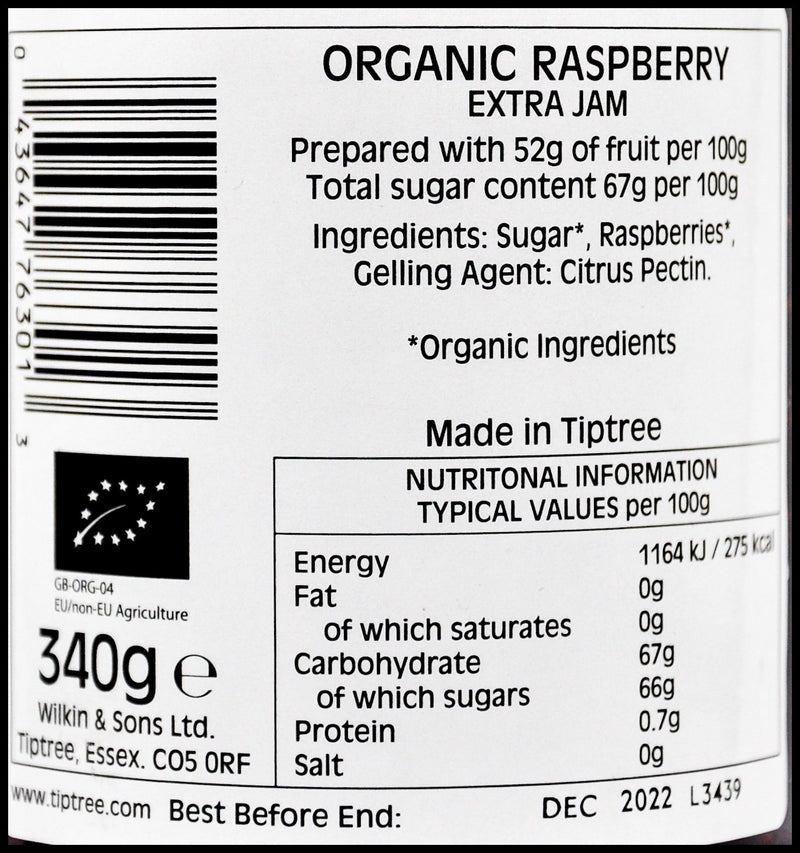 ORGANIC RASPBERRY
EXTRA JAM
Prepared with 52g of fruit per 100g
Total sugar content 67g per 100g
Ingredients: Sugar*, Raspberries*,
Gelling Agent: Citrus Pectin.
*Organic Ingredients
Made in Tiptree
0 43647 76301 3
GB-ORG-04
EU/non-EU Agriculture
340g ℮
Wilkin & Sons Ltd.
Tiptree, Essex. CO5 0RF
NUTRITONAL INFORMATION
TYPICAL VALUES per 100g
Energy 1164 kJ / 275 kcal
Fat 0g
of which saturates 0g
Carbohydrate 67g
of which sugars 66g
Protein 0.7g
Salt 0g
www.tiptree.com Best Before End: DEC 2022 L3439